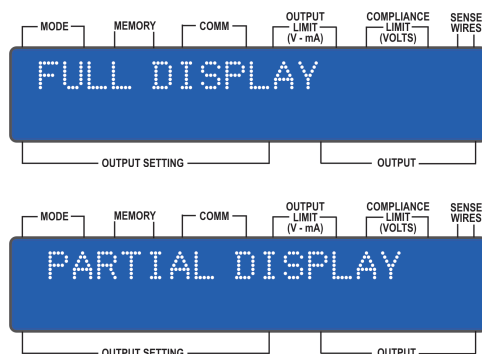 MODE MEMORY COMM OUTPUT LIMIT (V - mA) COMPLIANCE LIMIT (VOLTS) SENSE WIRES
FULL DISPLAY
OUTPUT SETTING OUTPUT
MODE MEMORY COMM OUTPUT LIMIT (V - mA) COMPLIANCE LIMIT (VOLTS) SENSE WIRES
PARTIAL DISPLAY
OUTPUT SETTING OUTPUT